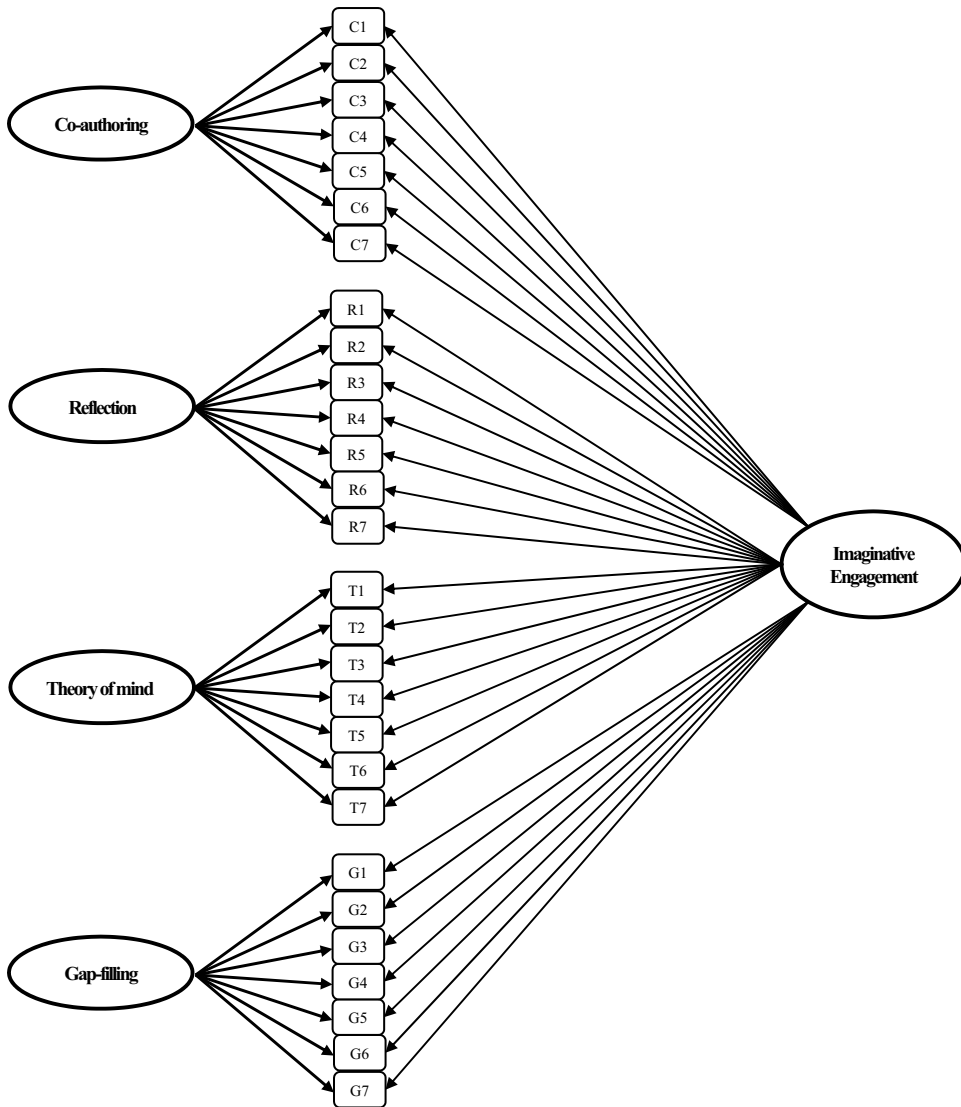 C1
C2
C3
Co-authoring
C4
C5
C6
C7
R1
R2
R3
Reflection
R4
R5
R6
R7
Imaginative
Engagement
T1
T2
T3
Theory of mind
T4
T5
T6
T7
G1
G2
G3
Gap-filling
G4
G5
G6
G7